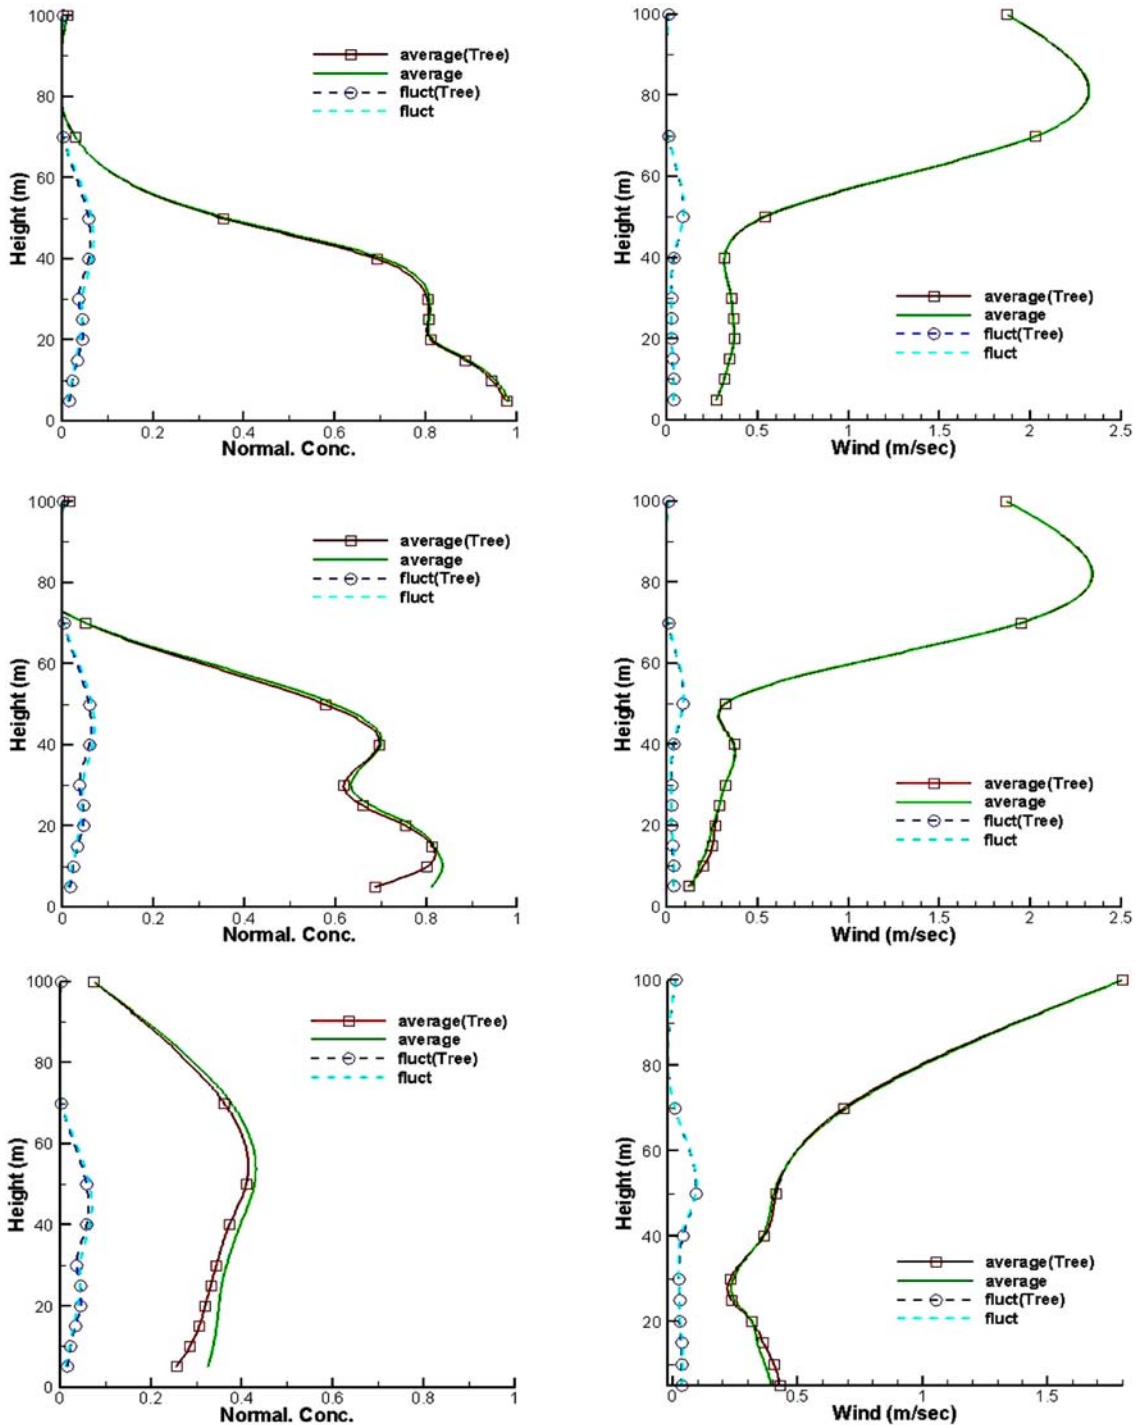 100
80
60
40
20
0
Height (m)
average(Tree)
average
fluct(Tree)
fluct
0 0.2 0.4 0.6 0.8 1
Normal. Conc.
100
80
60
40
20
0
Height (m)
average(Tree)
average
fluct(Tree)
fluct
0 0.5 1 1.5 2 2.5
Wind (m/sec)
100
80
60
40
20
0
Height (m)
average(Tree)
average
fluct(Tree)
fluct
0 0.2 0.4 0.6 0.8 1
Normal. Conc.
100
80
60
40
20
0
Height (m)
average(Tree)
average
fluct(Tree)
fluct
0 0.5 1 1.5 2 2.5
Wind (m/sec)
100
80
60
40
20
0
Height (m)
average(Tree)
average
fluct(Tree)
fluct
0 0.2 0.4 0.6 0.8 1
Normal. Conc.
100
80
60
40
20
Height (m)
average(Tree)
average
fluct(Tree)
fluct
0 0.5 1 1.5
Wind (m/sec)